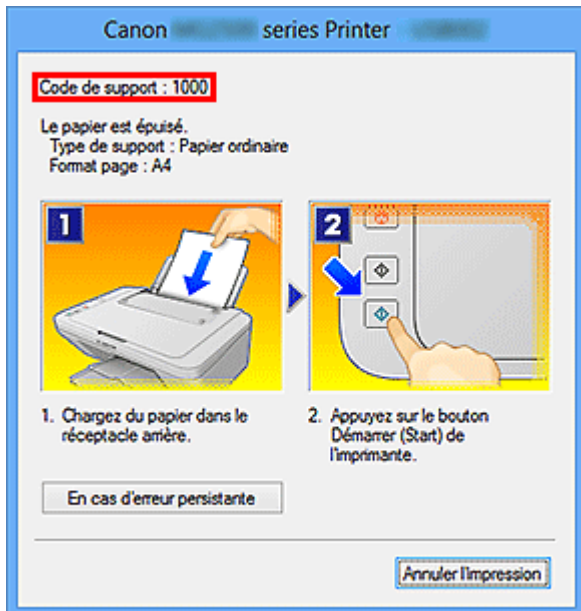 Canon series Printer
Code de support : 1000
Le papier est épuisé.
Type de support : Papier ordinaire
Format page : A4
1
2
1. Chargez du papier dans le
réceptacle arrière.
2. Appuyez sur le bouton
Démarrer (Start) de
l'imprimante.
En cas d'erreur persistante
Annuler l'impression